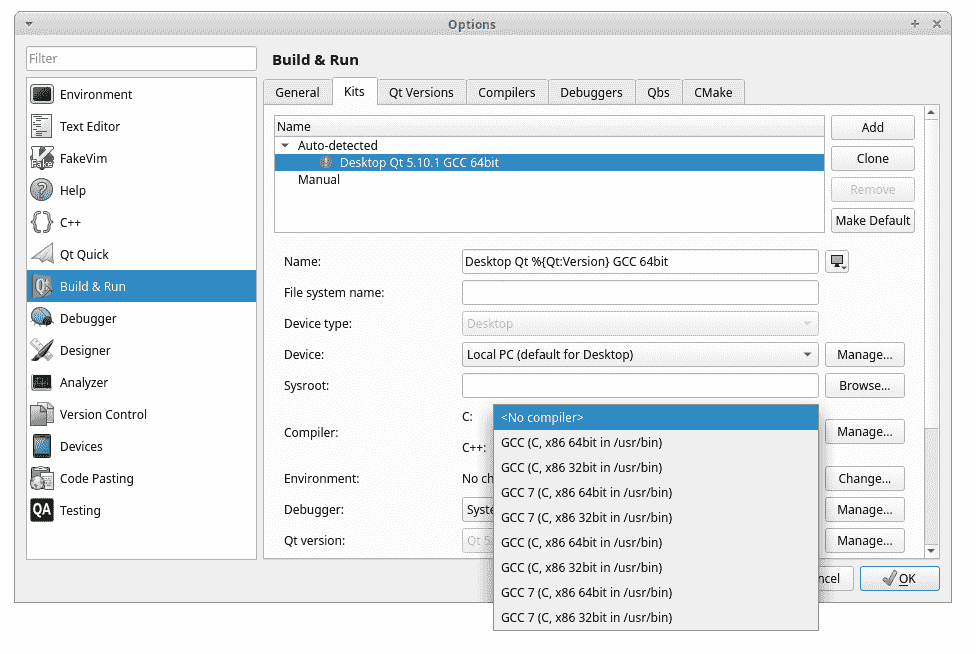 Options
Filter
Environment
Text Editor
FakeVim
Help
C++
Qt Quick
Build & Run
Debugger
Designer
Analyzer
Version Control
Devices
Code Pasting
QA Testing
Build & Run
General Kits Qt Versions Compilers Debuggers Qbs CMake
Name
Auto-detected
Desktop Qt 5.10.1 GCC 64bit
Manual
Add
Clone
Remove
Make Default
Name: Desktop Qt %{Qt:Version} GCC 64bit
File system name:
Device type: Desktop
Device: Local PC (default for Desktop) Manage...
Sysroot: Browse...
Compiler: C: Manage...
C++:
<No compiler>
GCC (C, x86 64bit in /usr/bin)
GCC (C, x86 32bit in /usr/bin)
GCC 7 (C, x86 64bit in /usr/bin)
GCC 7 (C, x86 32bit in /usr/bin)
GCC (C, x86 64bit in /usr/bin)
GCC (C, x86 32bit in /usr/bin)
GCC 7 (C, x86 64bit in /usr/bin)
GCC 7 (C, x86 32bit in /usr/bin)
Environment: No ch Change...
Debugger: Syste Manage...
Qt version: Qt 5. Manage...
ncel OK